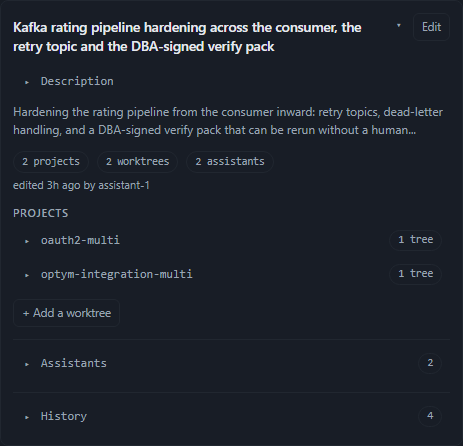 Kafka rating pipeline hardening across the consumer, the
retry topic and the DBA-signed verify pack
Edit
Description
Hardening the rating pipeline from the consumer inward: retry topics, dead-letter
handling, and a DBA-signed verify pack that can be rerun without a human...
2 projects 2 worktrees 2 assistants
edited 3h ago by assistant-1
PROJECTS
oauth2-multi 1 tree
optym-integration-multi 1 tree
+ Add a worktree
Assistants 2
History 4